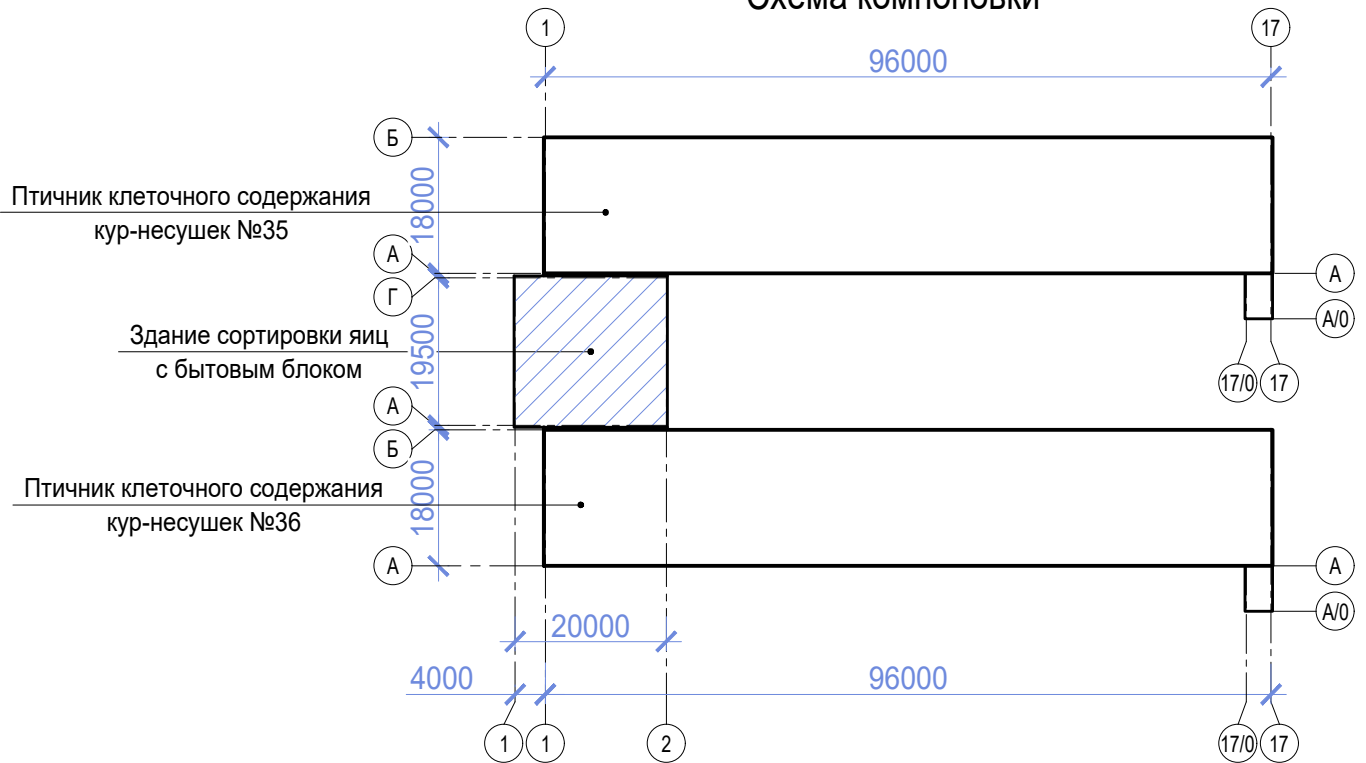 Схема компоновки
1
17
96000
Б
18000
Птичник клеточного содержания
кур-несушек №35
А
Г
А
А/0
17/0
17
Здание сортировки яиц
с бытовым блоком
19500
А
Б
Птичник клеточного содержания
кур-несушек №36
18000
А
А
А/0
20000
4000
96000
1
1
2
17/0
17